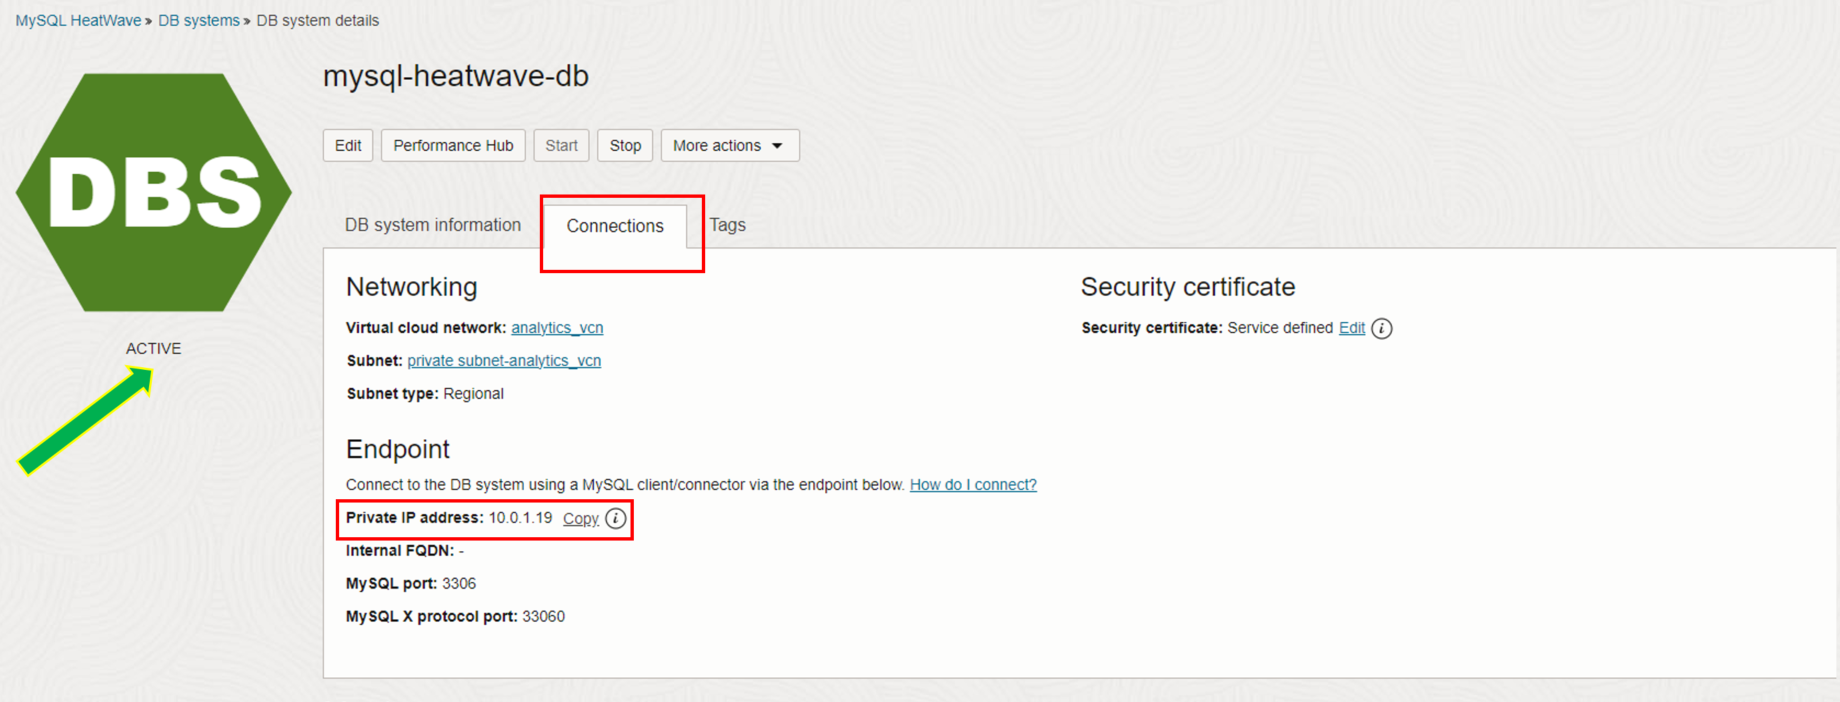 MySQL HeatWave » DB systems » DB system details
DBS
ACTIVE
mysql-heatwave-db
Edit Performance Hub Start Stop More actions
DB system information Connections Tags
Networking
Virtual cloud network: analytics_vcn
Subnet: private subnet-analytics_vcn
Subnet type: Regional
Endpoint
Connect to the DB system using a MySQL client/connector via the endpoint below. How do I connect?
Private IP address: 10.0.1.19 Copy i
Internal FQDN: -
MySQL port: 3306
MySQL X protocol port: 33060
Security certificate
Security certificate: Service defined Edit i